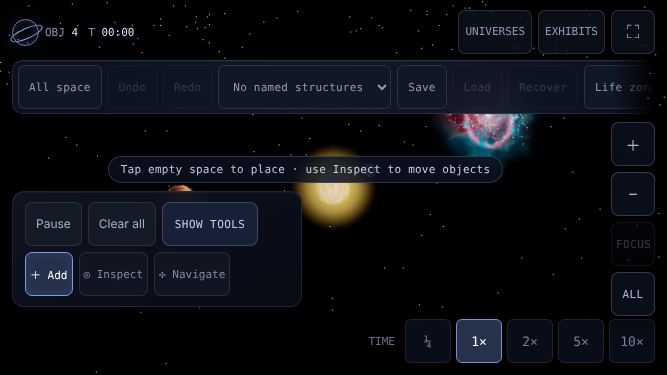 OBJ 4 T 00:00
UNIVERSES
EXHIBITS
All space
Undo
Redo
No named structures
Save
Load
Recover
Life zon
Tap empty space to place · use Inspect to move objects
Pause
Clear all
SHOW TOOLS
+ Add
◎ Inspect
✣ Navigate
+
−
FOCUS
ALL
TIME
¼
1×
2×
5×
10×